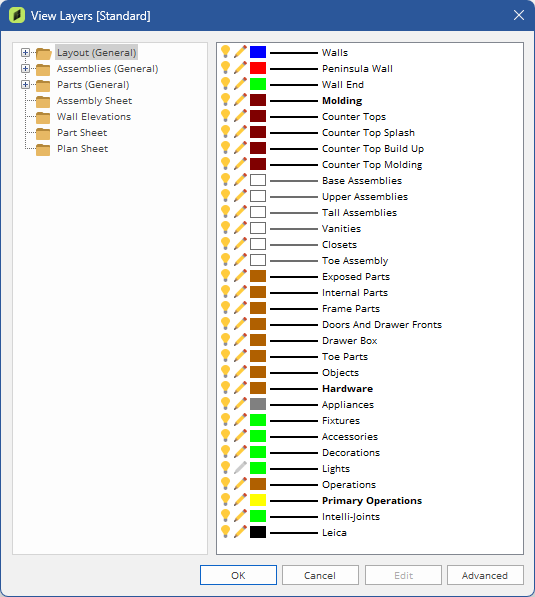 View Layers [Standard]
Layout (General)
Assemblies (General)
Parts (General)
Assembly Sheet
Wall Elevations
Part Sheet
Plan Sheet
Walls
Peninsula Wall
Wall End
Molding
Counter Tops
Counter Top Splash
Counter Top Build Up
Counter Top Molding
Base Assemblies
Upper Assemblies
Tall Assemblies
Vanities
Closets
Toe Assembly
Exposed Parts
Internal Parts
Frame Parts
Doors And Drawer Fronts
Drawer Box
Toe Parts
Objects
Hardware
Appliances
Fixtures
Accessories
Decorations
Lights
Operations
Primary Operations
Intelli-Joints
Leica
OK
Cancel
Edit
Advanced